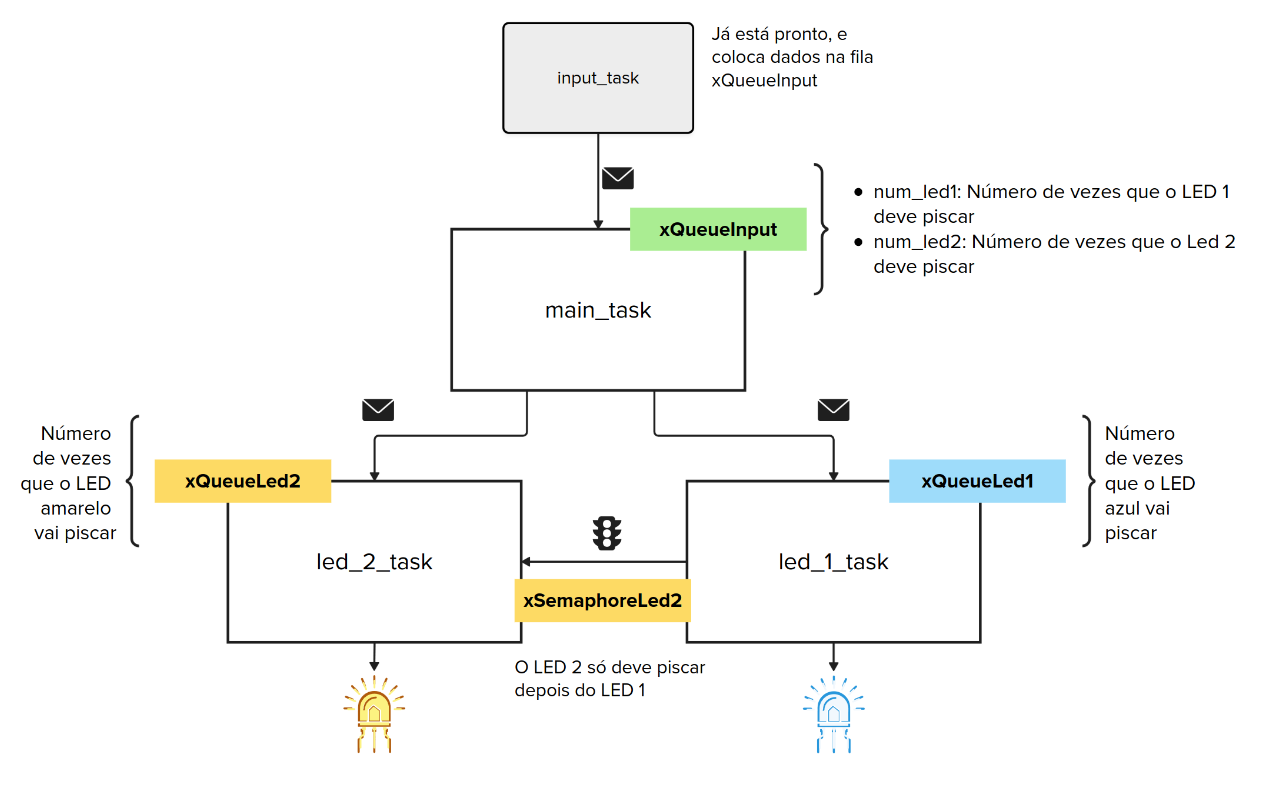 input_task
Já está pronto, e
coloca dados na fila
xQueueInput
xQueueInput
num_led1: Número de vezes que o LED 1
deve piscar
num_led2: Número de vezes que o Led 2
deve piscar
main_task
Número
de vezes
que o LED
amarelo
vai piscar
xQueueLed2
led_2_task
xQueueLed1
led_1_task
Número
de vezes
que o LED
azul vai
piscar
xSemaphoreLed2
O LED 2 só deve piscar
depois do LED 1